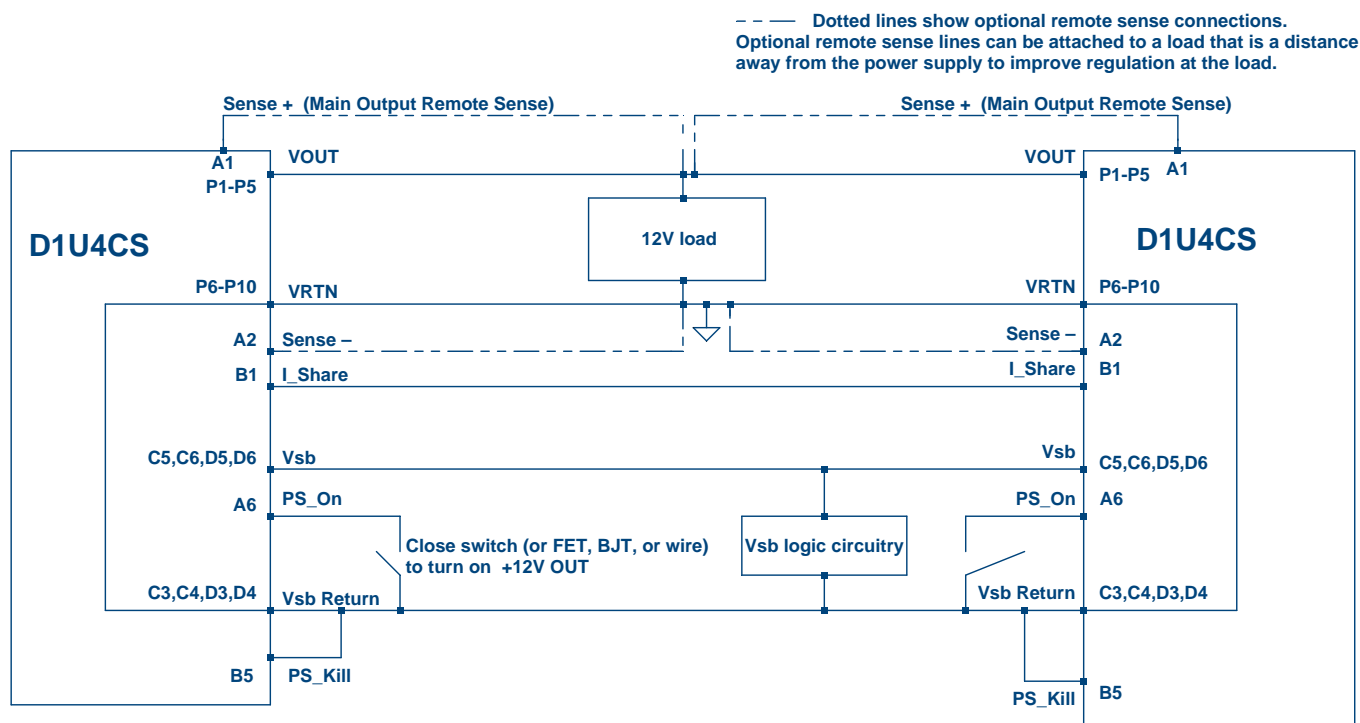 Dotted lines show optional remote sense connections.
Optional remote sense lines can be attached to a load that is a distance
away from the power supply to improve regulation at the load.
Sense + (Main Output Remote Sense)
Sense + (Main Output Remote Sense)
A1
VOUT
VOUT
A1
P1-P5
P1-P5
D1U4CS
12V load
D1U4CS
P6-P10
VRTN
VRTN
P6-P10
A2
Sense –
Sense –
A2
B1
I_Share
I_Share
B1
C5,C6,D5,D6
Vsb
Vsb
C5,C6,D5,D6
A6
PS_On
PS_On
A6
Close switch (or FET, BJT, or wire)
to turn on +12V OUT
Vsb logic circuitry
C3,C4,D3,D4
Vsb Return
Vsb Return
C3,C4,D3,D4
B5
PS_Kill
PS_Kill
B5